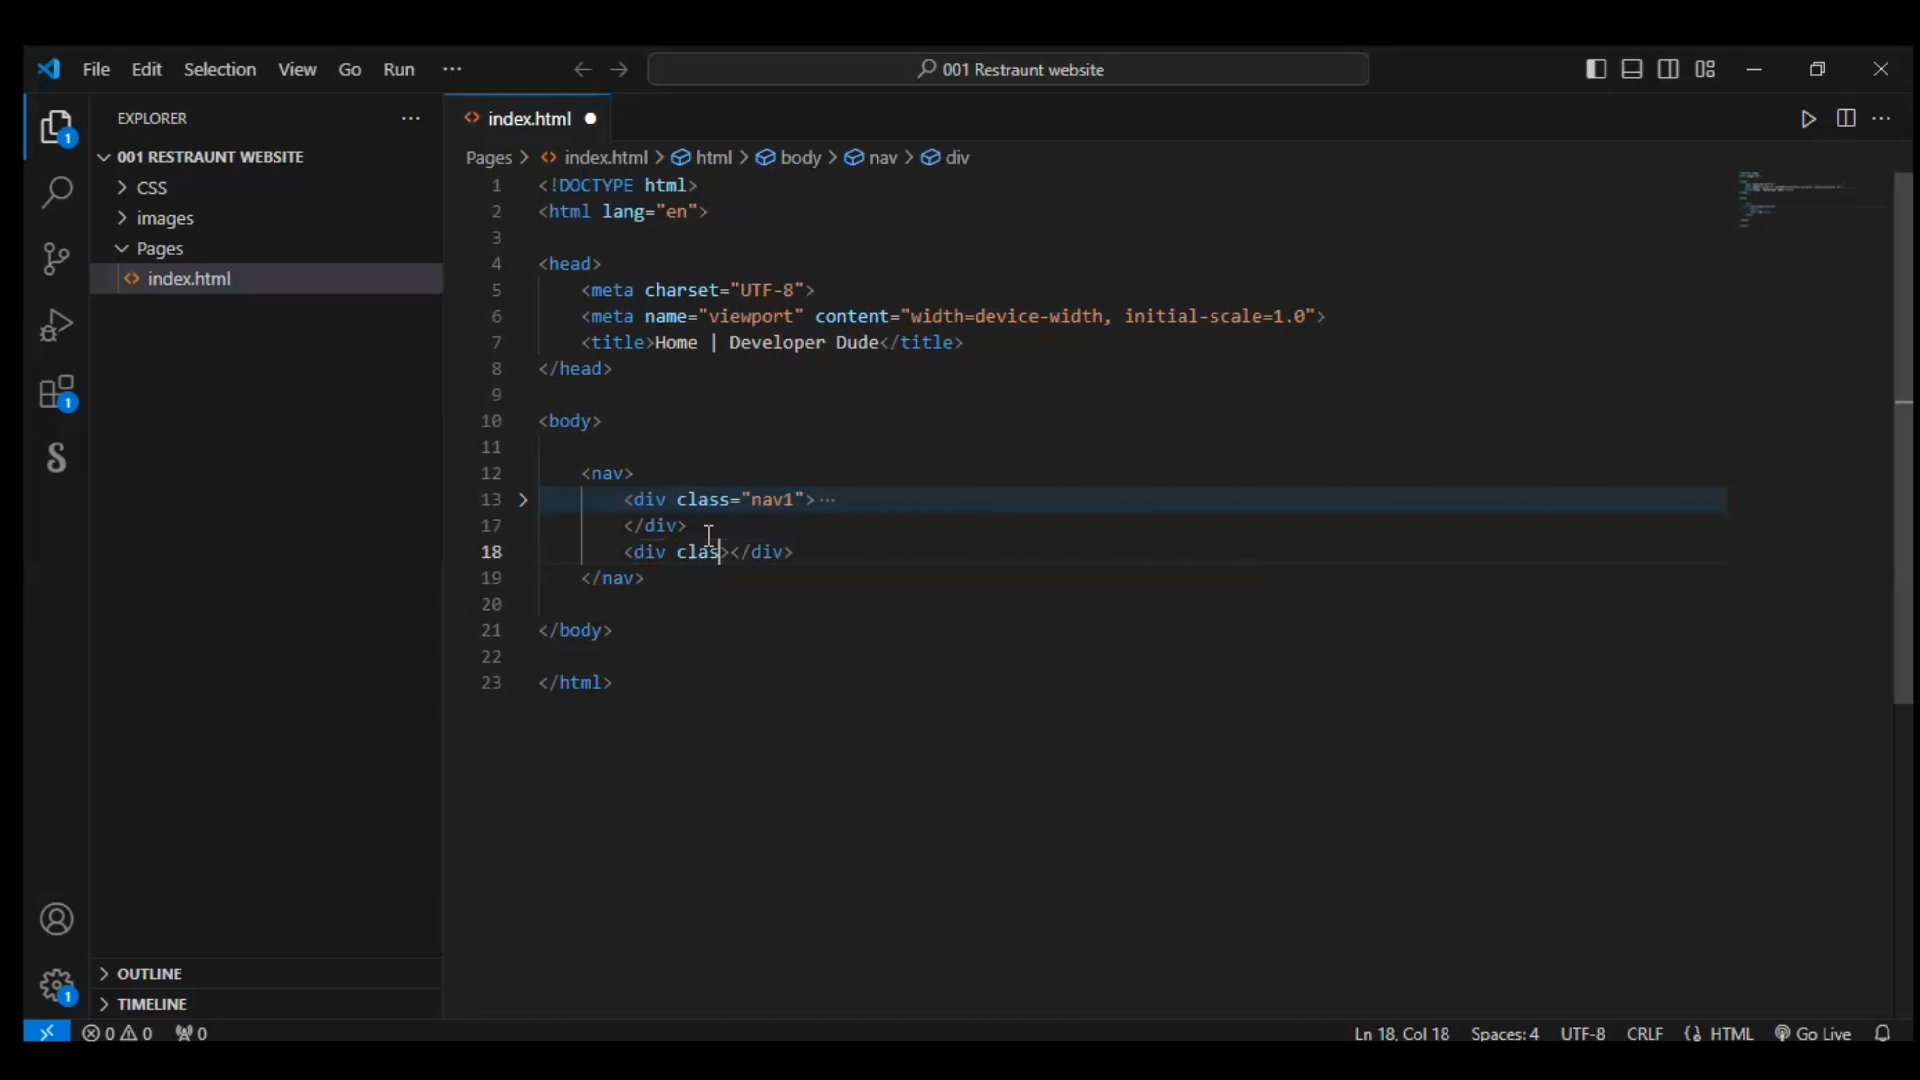 File Edit Selection View Go Run ··· 001 Restraunt website
EXPLORER ···
001 RESTRAUNT WEBSITE
CSS
images
Pages
index.html
OUTLINE
TIMELINE
index.html
Pages > index.html > html > body > nav > div
1 <!DOCTYPE html>
2 <html lang="en">
3
4 <head>
5 <meta charset="UTF-8">
6 <meta name="viewport" content="width=device-width, initial-scale=1.0">
7 <title>Home | Developer Dude</title>
8 </head>
9
10 <body>
11
12 <nav>
13 <div class="nav1">···
17 </div>
18 <div clas></div>
19 </nav>
20
21 </body>
22
23 </html>
1
1
1
0 0 0 Ln 18, Col 18 Spaces: 4 UTF-8 CRLF {} HTML Go Live